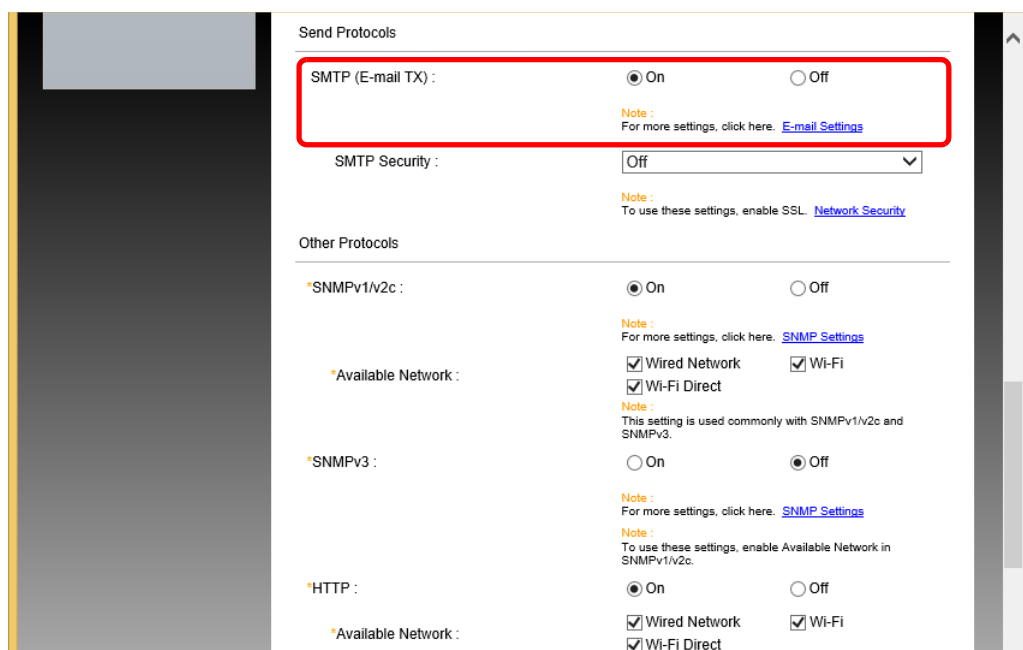 Send Protocols
SMTP (E-mail TX) : On Off
Note :
For more settings, click here. E-mail Settings
SMTP Security : Off
Note :
To use these settings, enable SSL. Network Security
Other Protocols
*SNMPv1/v2c : On Off
Note :
For more settings, click here. SNMP Settings
*Available Network : Wired Network Wi-Fi
Wi-Fi Direct
Note :
This setting is used commonly with SNMPv1/v2c and
SNMPv3.
*SNMPv3 : On Off
Note :
For more settings, click here. SNMP Settings
Note :
To use these settings, enable Available Network in
SNMPv1/v2c.
*HTTP : On Off
*Available Network : Wired Network Wi-Fi
Wi-Fi Direct